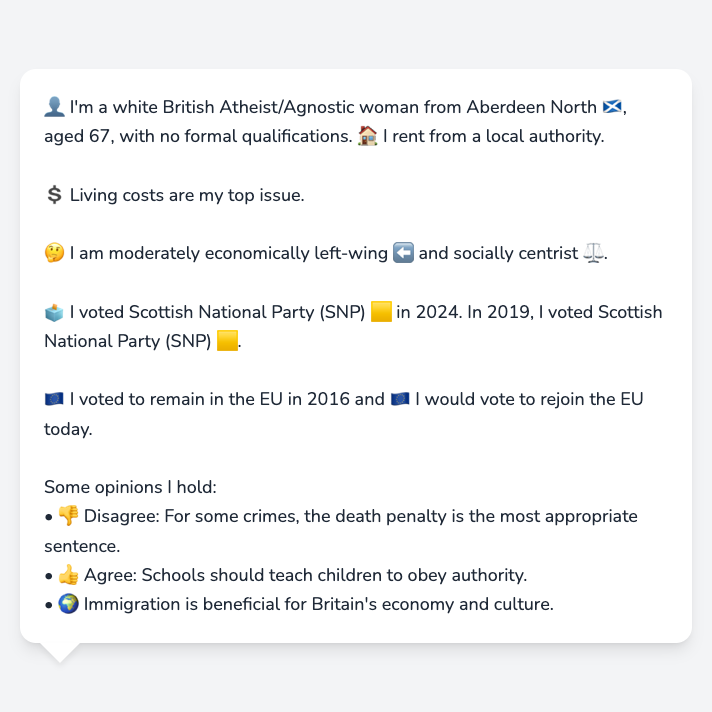 👤 I'm a white British Atheist/Agnostic woman from Aberdeen North 🏴󠁧󠁢󠁳󠁣󠁴󠁿,
aged 67, with no formal qualifications. 🏠 I rent from a local authority.
💲 Living costs are my top issue.
🤔 I am moderately economically left-wing ⬅️ and socially centrist ⚖️.
🗳️ I voted Scottish National Party (SNP) 🟨 in 2024. In 2019, I voted Scottish
National Party (SNP) 🟨.
🇪🇺 I voted to remain in the EU in 2016 and 🇪🇺 I would vote to rejoin the EU
today.
Some opinions I hold:
• 👎 Disagree: For some crimes, the death penalty is the most appropriate
sentence.
• 👍 Agree: Schools should teach children to obey authority.
• 🌍 Immigration is beneficial for Britain's economy and culture.